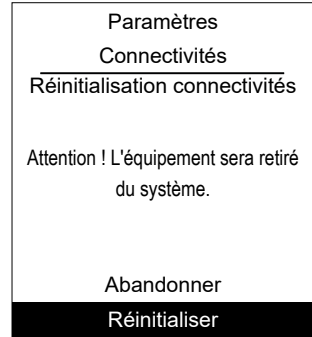 Paramètres
Connectivités
Réinitialisation connectivités
Attention ! L'équipement sera retiré
du système.
Abandonner
Réinitialiser